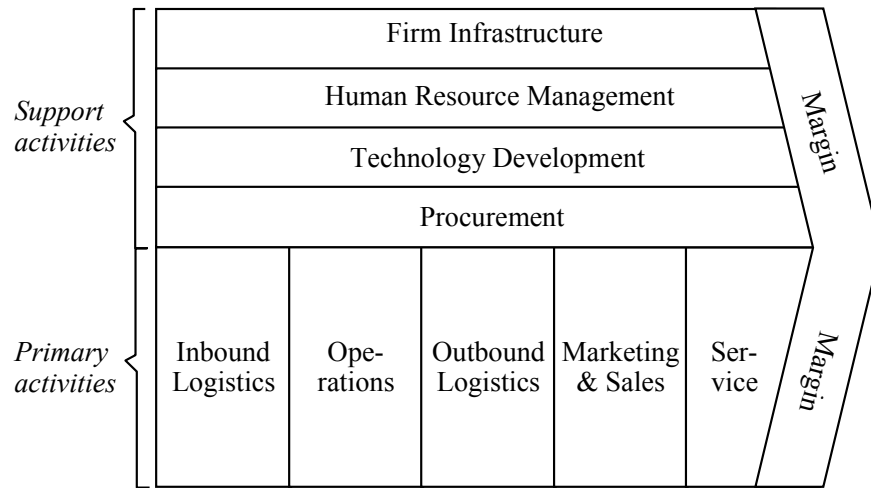 Firm Infrastructure
Support
activities
Human Resource Management
Technology Development
Procurement
Margin
Primary
activities
Inbound
Logistics
Ope-
rations
Outbound
Logistics
Marketing
& Sales
Ser-
vice
Margin